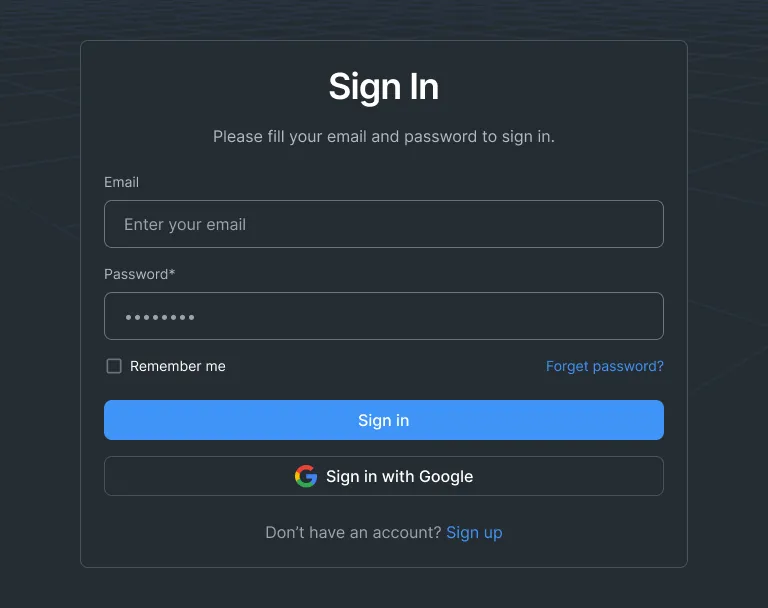 Sign In
Please fill your email and password to sign in.
Email
Enter your email
Password*
••••••••
Remember me
Forget password?
Sign in
Sign in with Google
Don’t have an account? Sign up